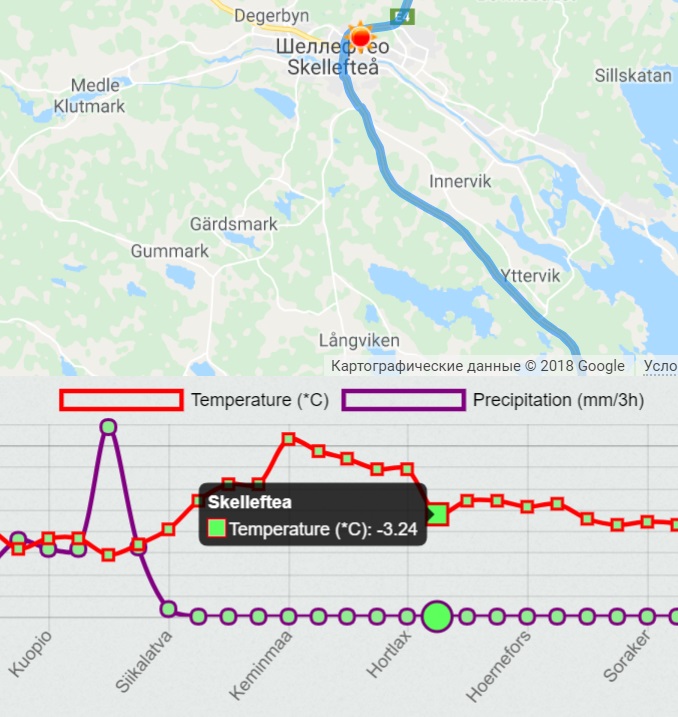 Degerbyn
E4
Шеллефтео
Skellefteå
Sillskatan
Medle
Klutmark
Innervik
Gärdsmark
Gummark
Yttervik
Långviken
Картографические данные © 2018 Google
Усло
Temperature (*C)
Precipitation (mm/3h)
Skelleftea
Temperature (*C): -3.24
Kuopio
Siikalatva
Keminmaa
Hortlax
Hoernefors
Soraker